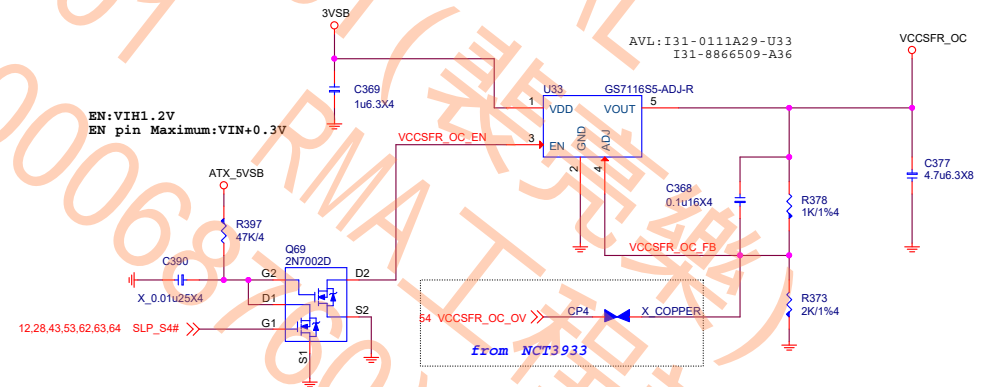 3VSB
AVL:I31-0111A29-U33
I31-8866509-A36
VCCSFR_OC
C369
1u6.3X4
U33
GS7116S5-ADJ-R
1
VDD
VOUT
5
3
EN
GND
ADJ
2
4
EN:VIH1.2V
EN pin Maximum:VIN+0.3V
VCCSFR_OC_EN
ATX_5VSB
R397
47K/4
C390
X_0.01u25X4
Q69
2N7002D
G2
D2
D1
S2
G1
S1
12,28,43,53,62,63,64
SLP_S4#
C368
0.1u16X4
R378
1K/1%4
C377
4.7u6.3X8
VCCSFR_OC_FB
R373
2K/1%4
54
VCCSFR_OC_OV
CP4
X_COPPER
from NCT3933
RMA